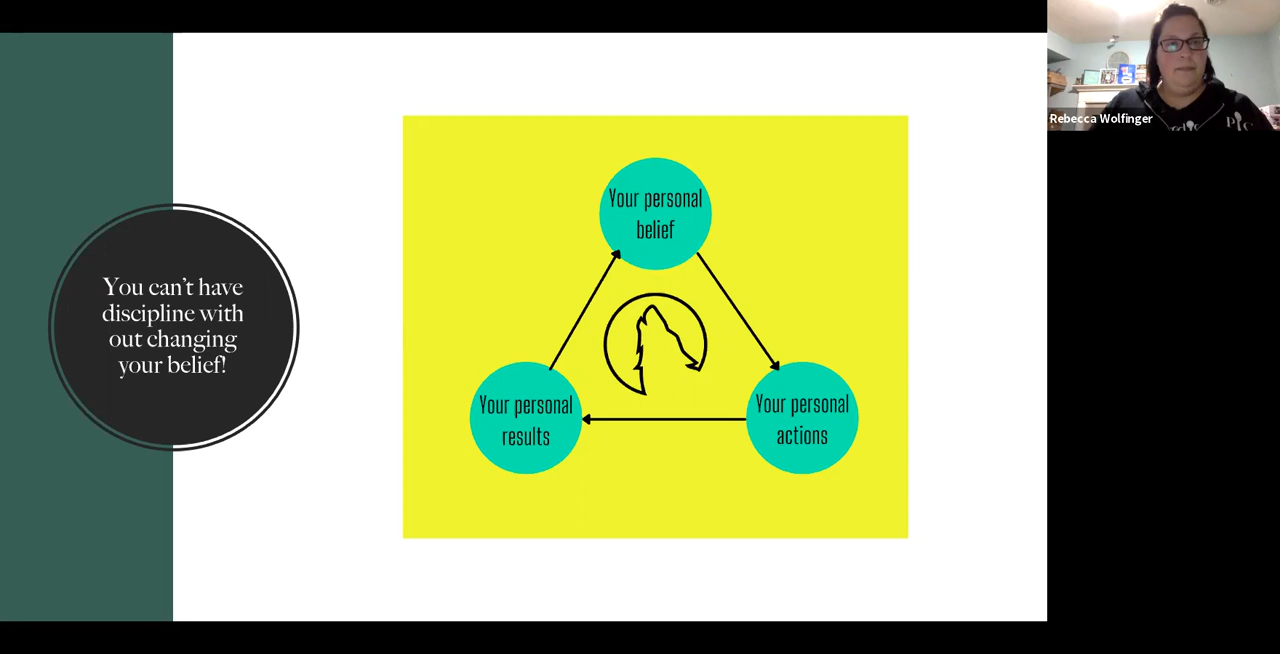 You can't have
discipline with
out changing
your belief!
Your personal
belief
Your personal
results
Your personal
actions
Rebecca Wolfinger